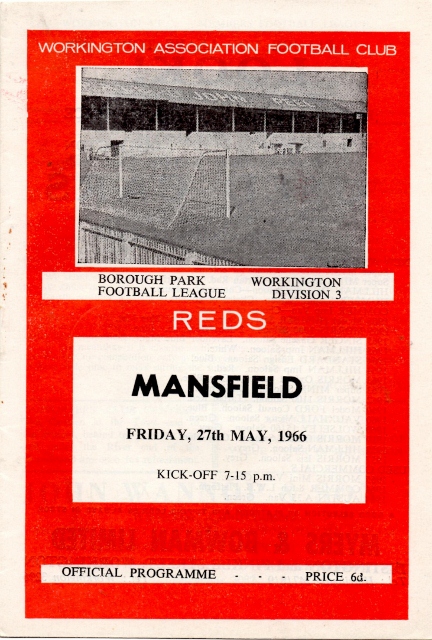 WORKINGTON ASSOCIATION FOOTBALL CLUB
BOROUGH PARK WORKINGTON
FOOTBALL LEAGUE DIVISION 3
REDS
MANSFIELD
FRIDAY, 27th MAY, 1966
KICK-OFF 7-15 p.m.
OFFICIAL PROGRAMME - - - PRICE 6d.